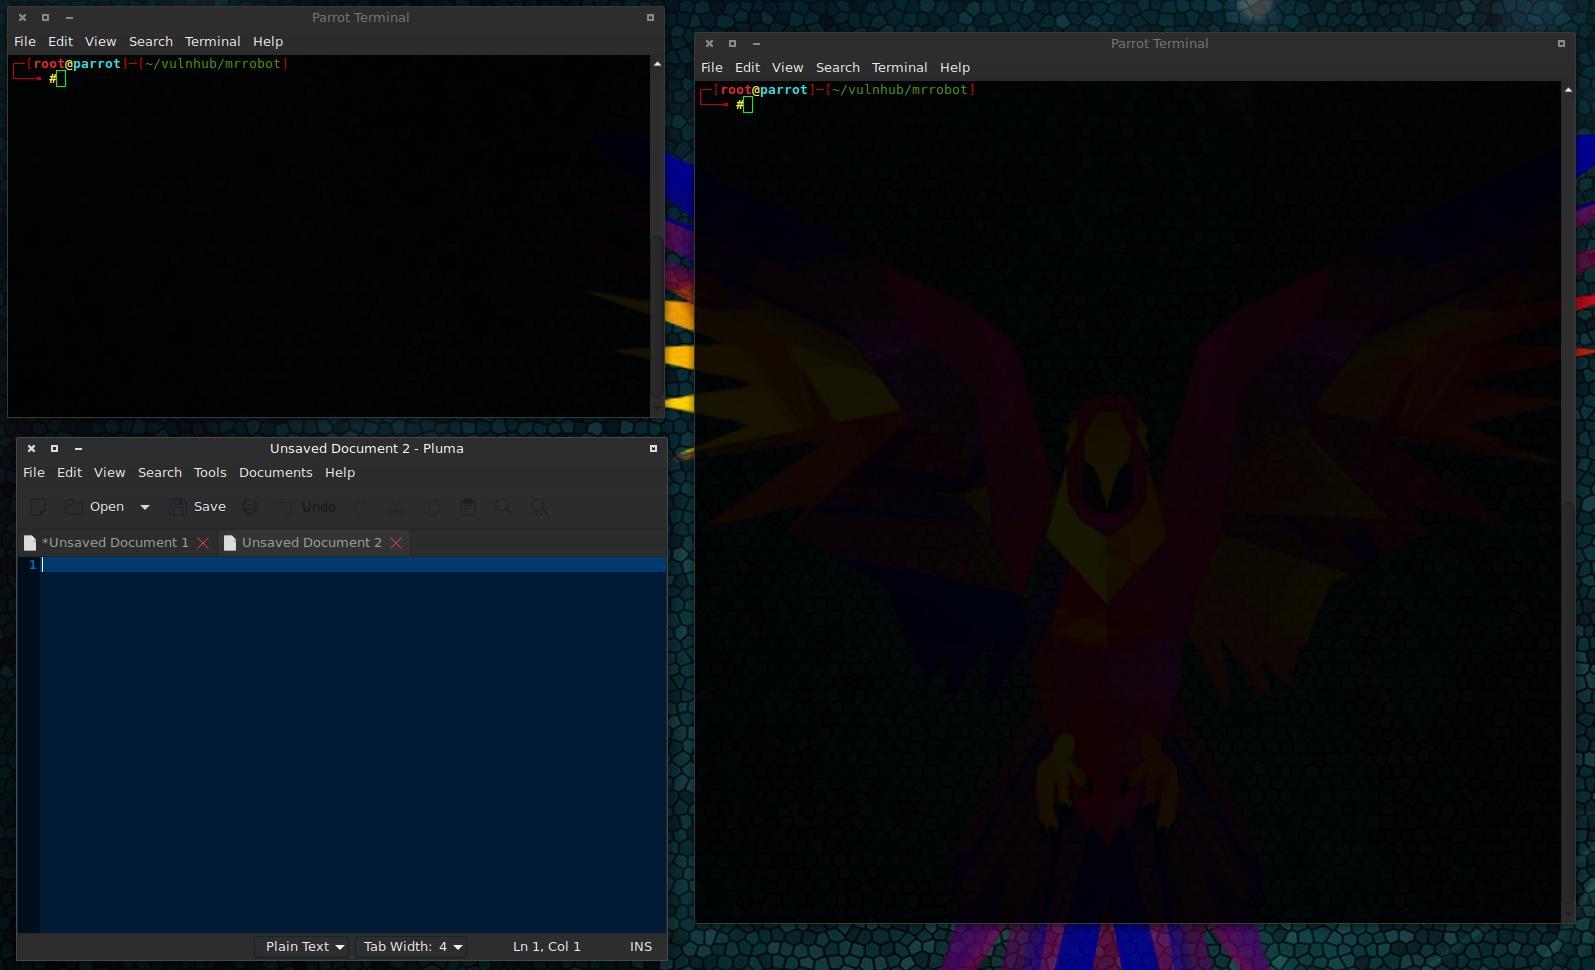 Parrot Terminal
File Edit View Search Terminal Help
┌─[root@parrot]─[~/vulnhub/mrrobot]
└──╼ #
Unsaved Document 2 - Pluma
File Edit View Search Tools Documents Help
Open Save Undo
*Unsaved Document 1 Unsaved Document 2
1
Plain Text Tab Width: 4 Ln 1, Col 1 INS
Parrot Terminal
File Edit View Search Terminal Help
┌─[root@parrot]─[~/vulnhub/mrrobot]
└──╼ #